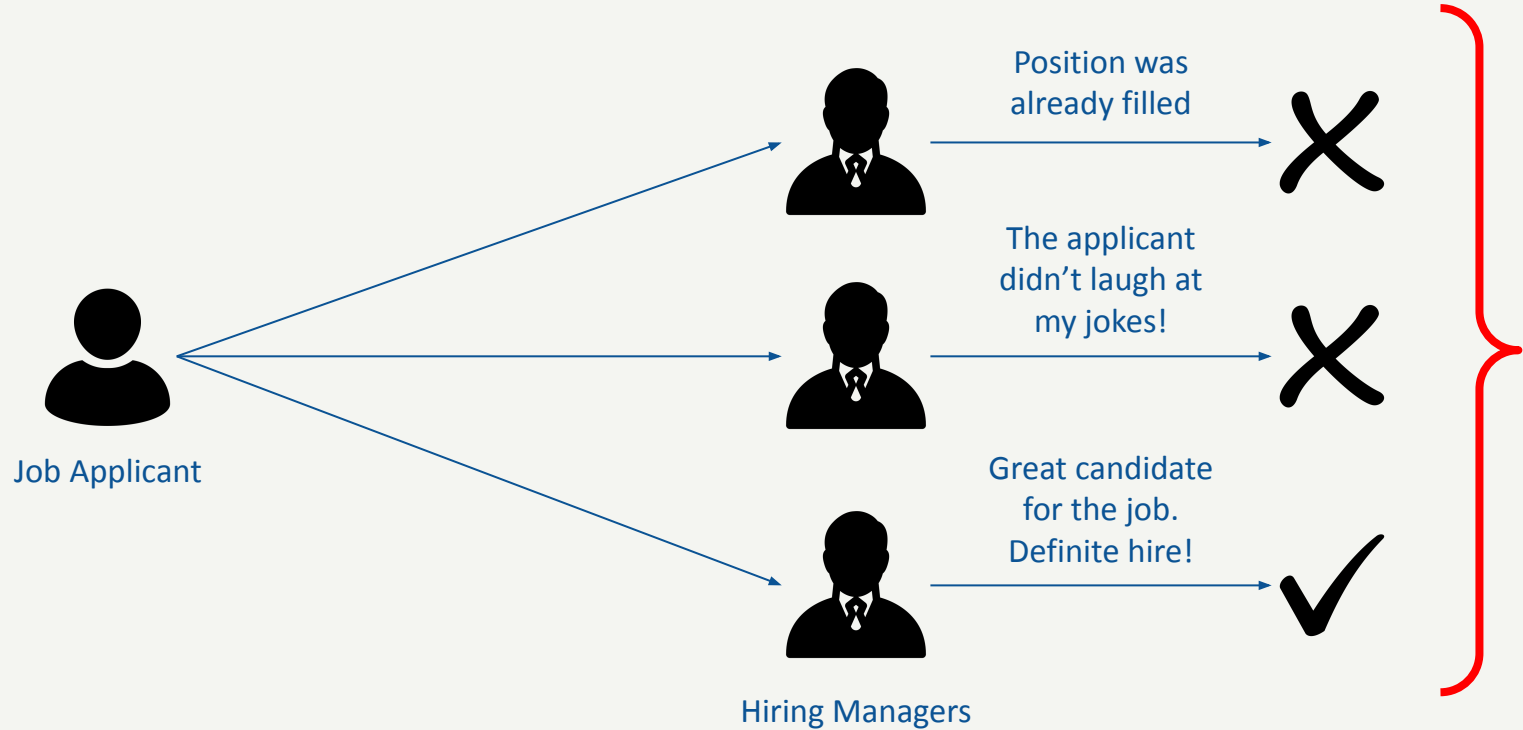 Position was
already filled
The applicant
didn’t laugh at
my jokes!
Job Applicant
Great candidate
for the job.
Definite hire!
Hiring Managers